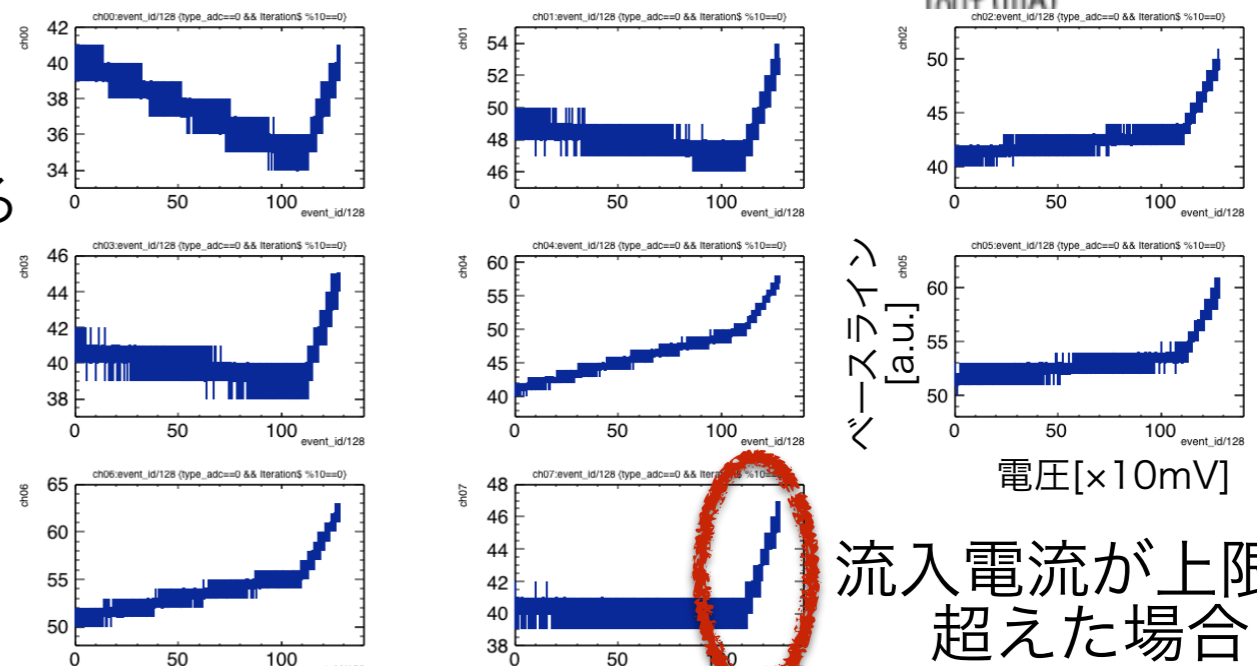 る
ch00:event_id/128 {type_adc==0 && Iteration$ %10==0}
ch00
42
40
38
36
34
0
50
100
event_id/128
ch01:event_id/128 {type_adc==0 && Iteration$ %10==0}
ch01
54
52
50
48
46
0
50
100
event_id/128
ch02:event_id/128 {type_adc==0 && Iteration$ %10==0}
ch02
50
45
40
0
50
100
event_id/128
ch03:event_id/128 {type_adc==0 && Iteration$ %10==0}
ch03
46
44
42
40
38
0
50
100
event_id/128
ch04:event_id/128 {type_adc==0 && Iteration$ %10==0}
ch04
60
55
50
45
40
0
50
100
event_id/128
ベースライン
[a.u.]
ch05:event_id/128 {type_adc==0 && Iteration$ %10==0}
ch05
60
55
50
0
50
100
event_id/128
電圧[×10mV]
ch06:event_id/128 {type_adc==0 && Iteration$ %10==0}
ch06
65
60
55
50
50
100
ch07:event_id/128 {type_adc==0 && Iteration$ %10==
ch07
48
46
44
42
40
38
50
流入電流が上限
超えた場合